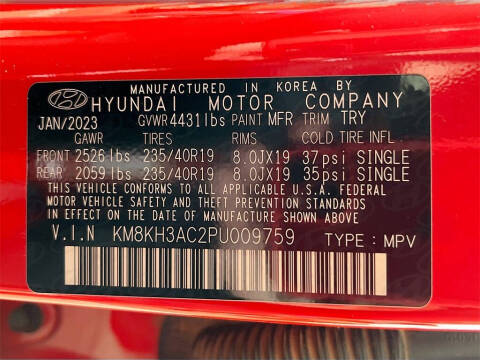 MANUFACTURED IN KOREA BY
HYUNDAI MOTOR COMPANY
JAN/2023 GVWR 4431lbs PAINT MFR TRIM TRY
GAWR TIRES RIMS COLD TIRE INFL.
FRONT 2526 lbs 235/40R19 8.0JX19 37psi SINGLE
REAR 2059 lbs 235/40R19 8.0JX19 35psi SINGLE
THIS VEHICLE CONFORMS TO ALL APPLICABLE U.S.A. FEDERAL
MOTOR VEHICLE SAFETY AND THEFT PREVENTION STANDARDS
IN EFFECT ON THE DATE OF MANUFACTURE SHOWN ABOVE
V.I.N KM8KH3AC2PU009759 TYPE : MPV